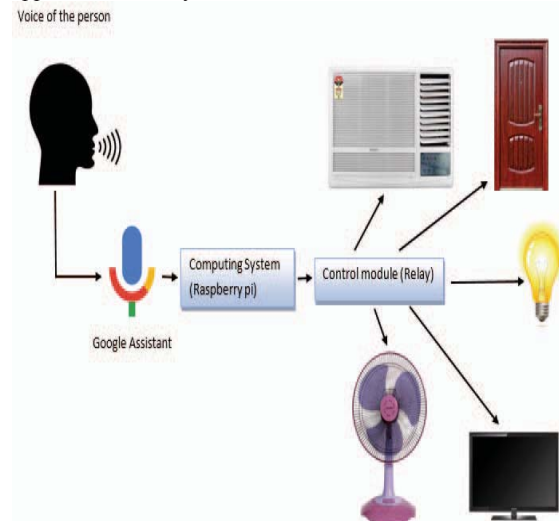 Voice of the person
Computing System
(Raspberry pi)
Control module (Relay)
Google Assistant